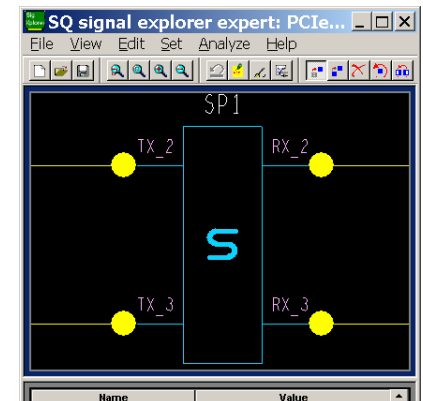 SQ signal explorer expert: PCIe...
File View Edit Set Analyze Help
SP1
TX_2 RX_2
S
TX_3 RX_3
Name Value